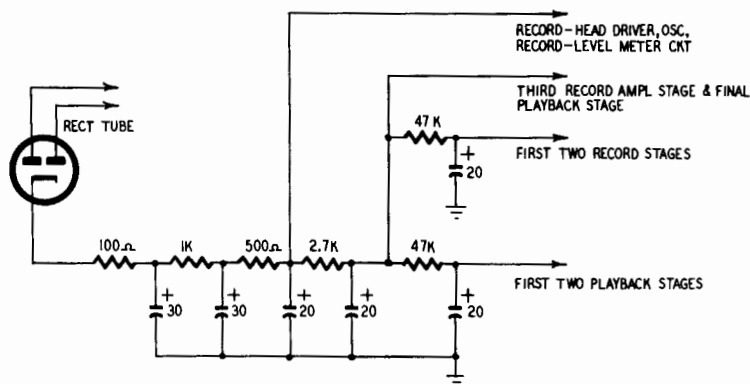 RECORD-HEAD DRIVER, OSC,
RECORD-LEVEL METER CKT
THIRD RECORD AMPL STAGE & FINAL
PLAYBACK STAGE
RECT TUBE
47 K
+
20
FIRST TWO RECORD STAGES
100Ω
1K
500Ω
2.7K
47K
FIRST TWO PLAYBACK STAGES
+
30
+
30
+
20
+
20
+
20